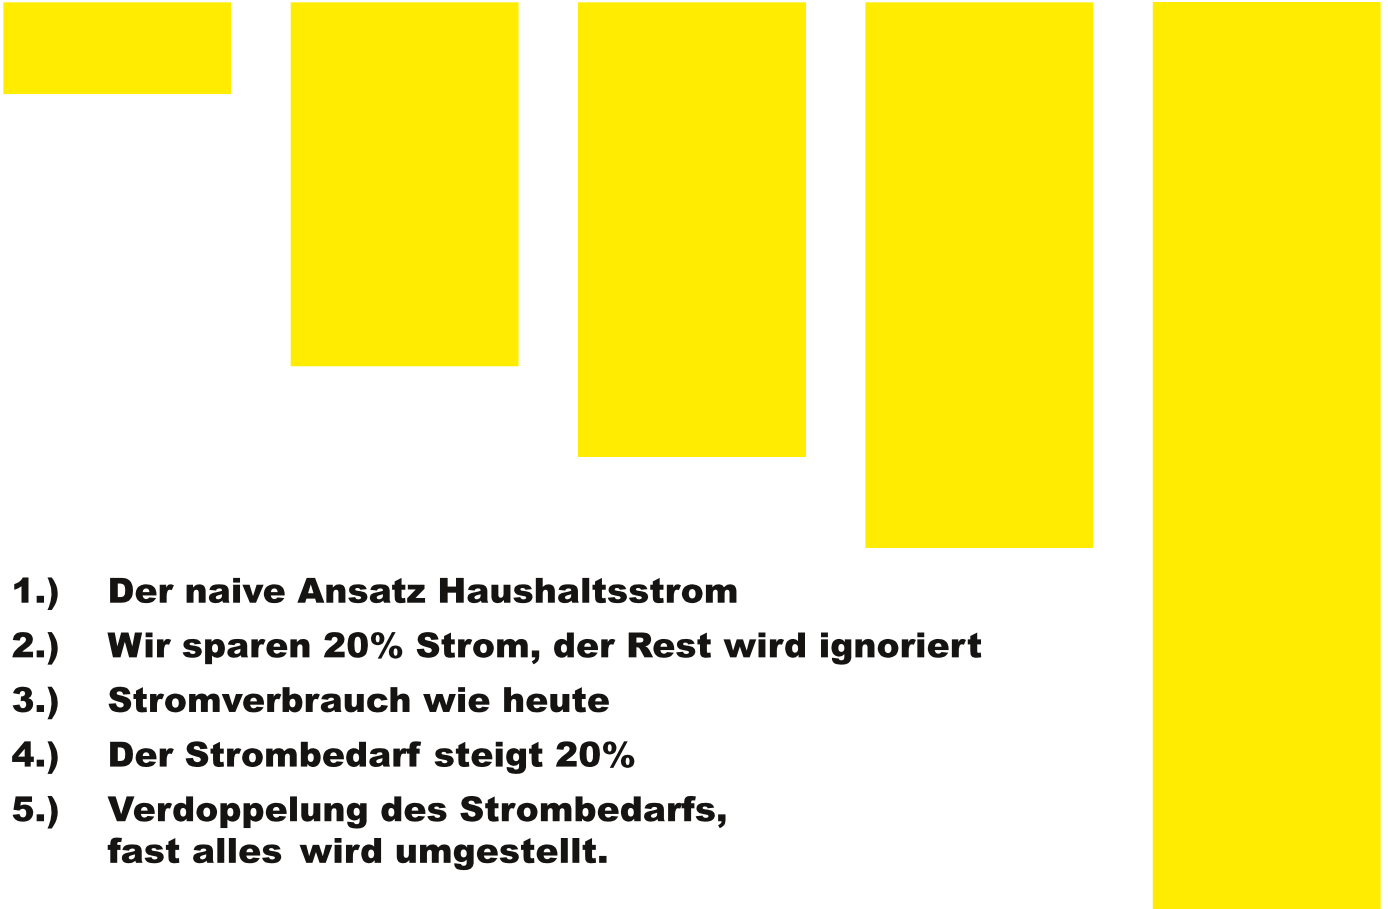 1.) Der naive Ansatz Haushaltsstrom
2.) Wir sparen 20% Strom, der Rest wird ignoriert
3.) Stromverbrauch wie heute
4.) Der Strombedarf steigt 20%
5.) Verdoppelung des Strombedarfs,
fast alles wird umgestellt.